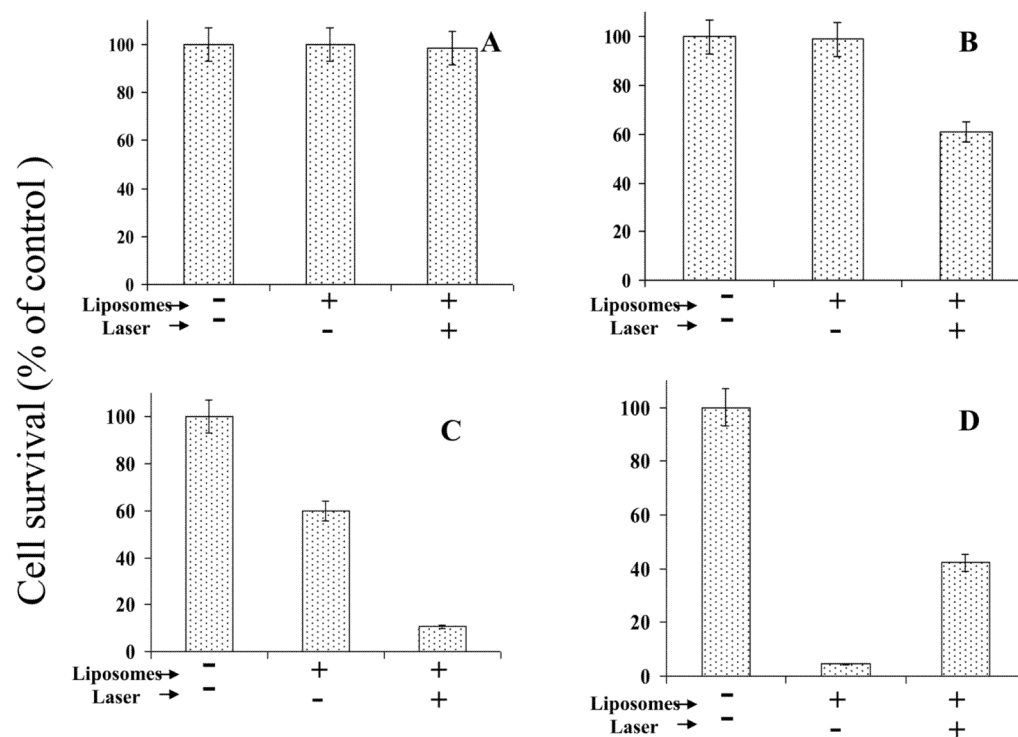 Cell survival (% of control )
A
100
80
60
40
20
0
Liposomes→ - + +
Laser → - - +
B
100
80
60
40
20
0
Liposomes→ - + +
Laser → - - +
C
100
80
60
40
20
0
Liposomes→ - + +
Laser → - - +
D
100
80
60
40
20
0
Liposomes→ - + +
Laser → - - +